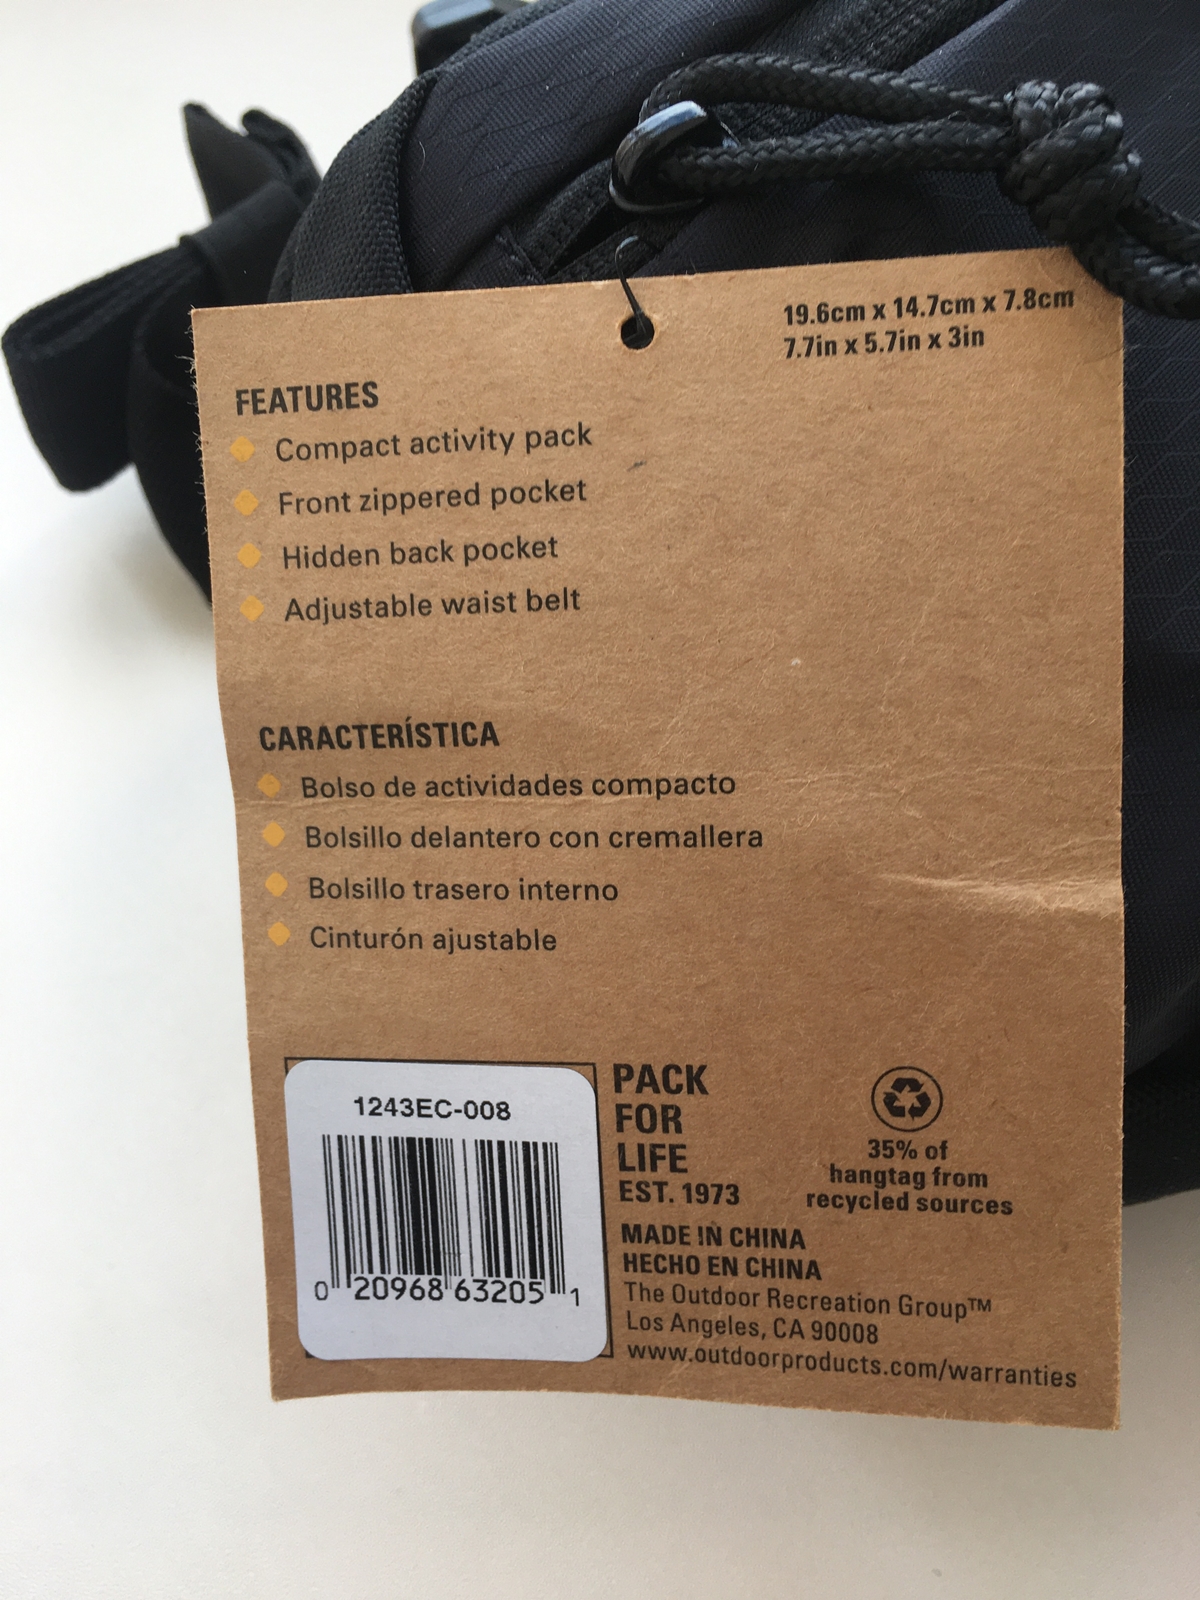 19.6cm x 14.7cm x 7.8cm
7.7in x 5.7in x 3in
FEATURES
Compact activity pack
Front zippered pocket
Hidden back pocket
Adjustable waist belt
CARACTERÍSTICA
Bolso de actividades compacto
Bolsillo delantero con cremallera
Bolsillo trasero interno
Cinturón ajustable
1243EC-008
0 20968 63205 1
PACK
FOR
LIFE
EST. 1973
35% of
hangtag from
recycled sources
MADE IN CHINA
HECHO EN CHINA
The Outdoor Recreation Group™
Los Angeles, CA 90008
www.outdoorproducts.com/warranties